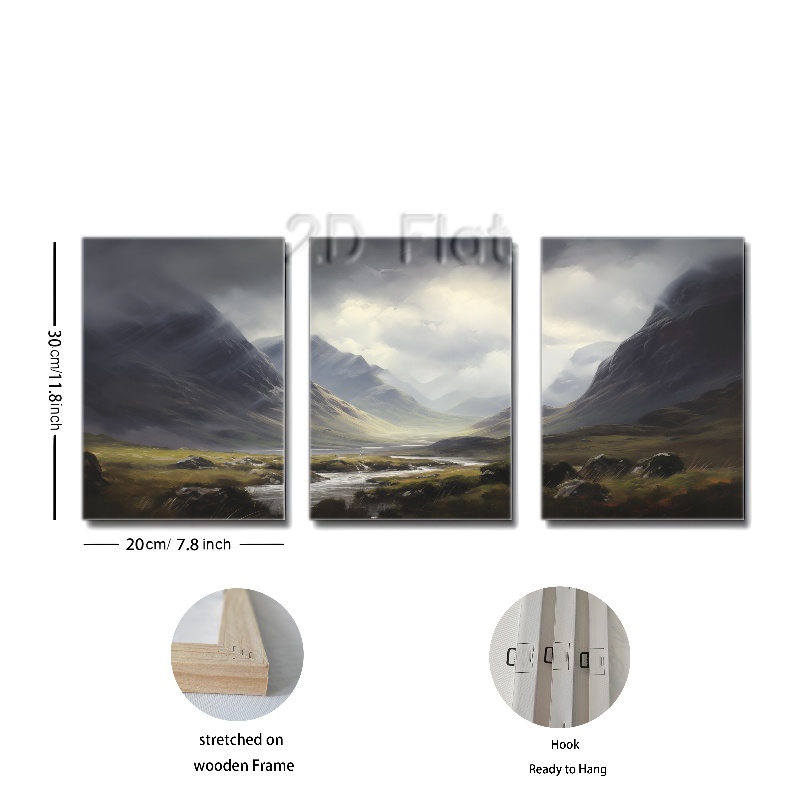 2D Flat
30cm/11.8inch
20cm/ 7.8 inch
stretched on
wooden Frame
Hook
Ready to Hang